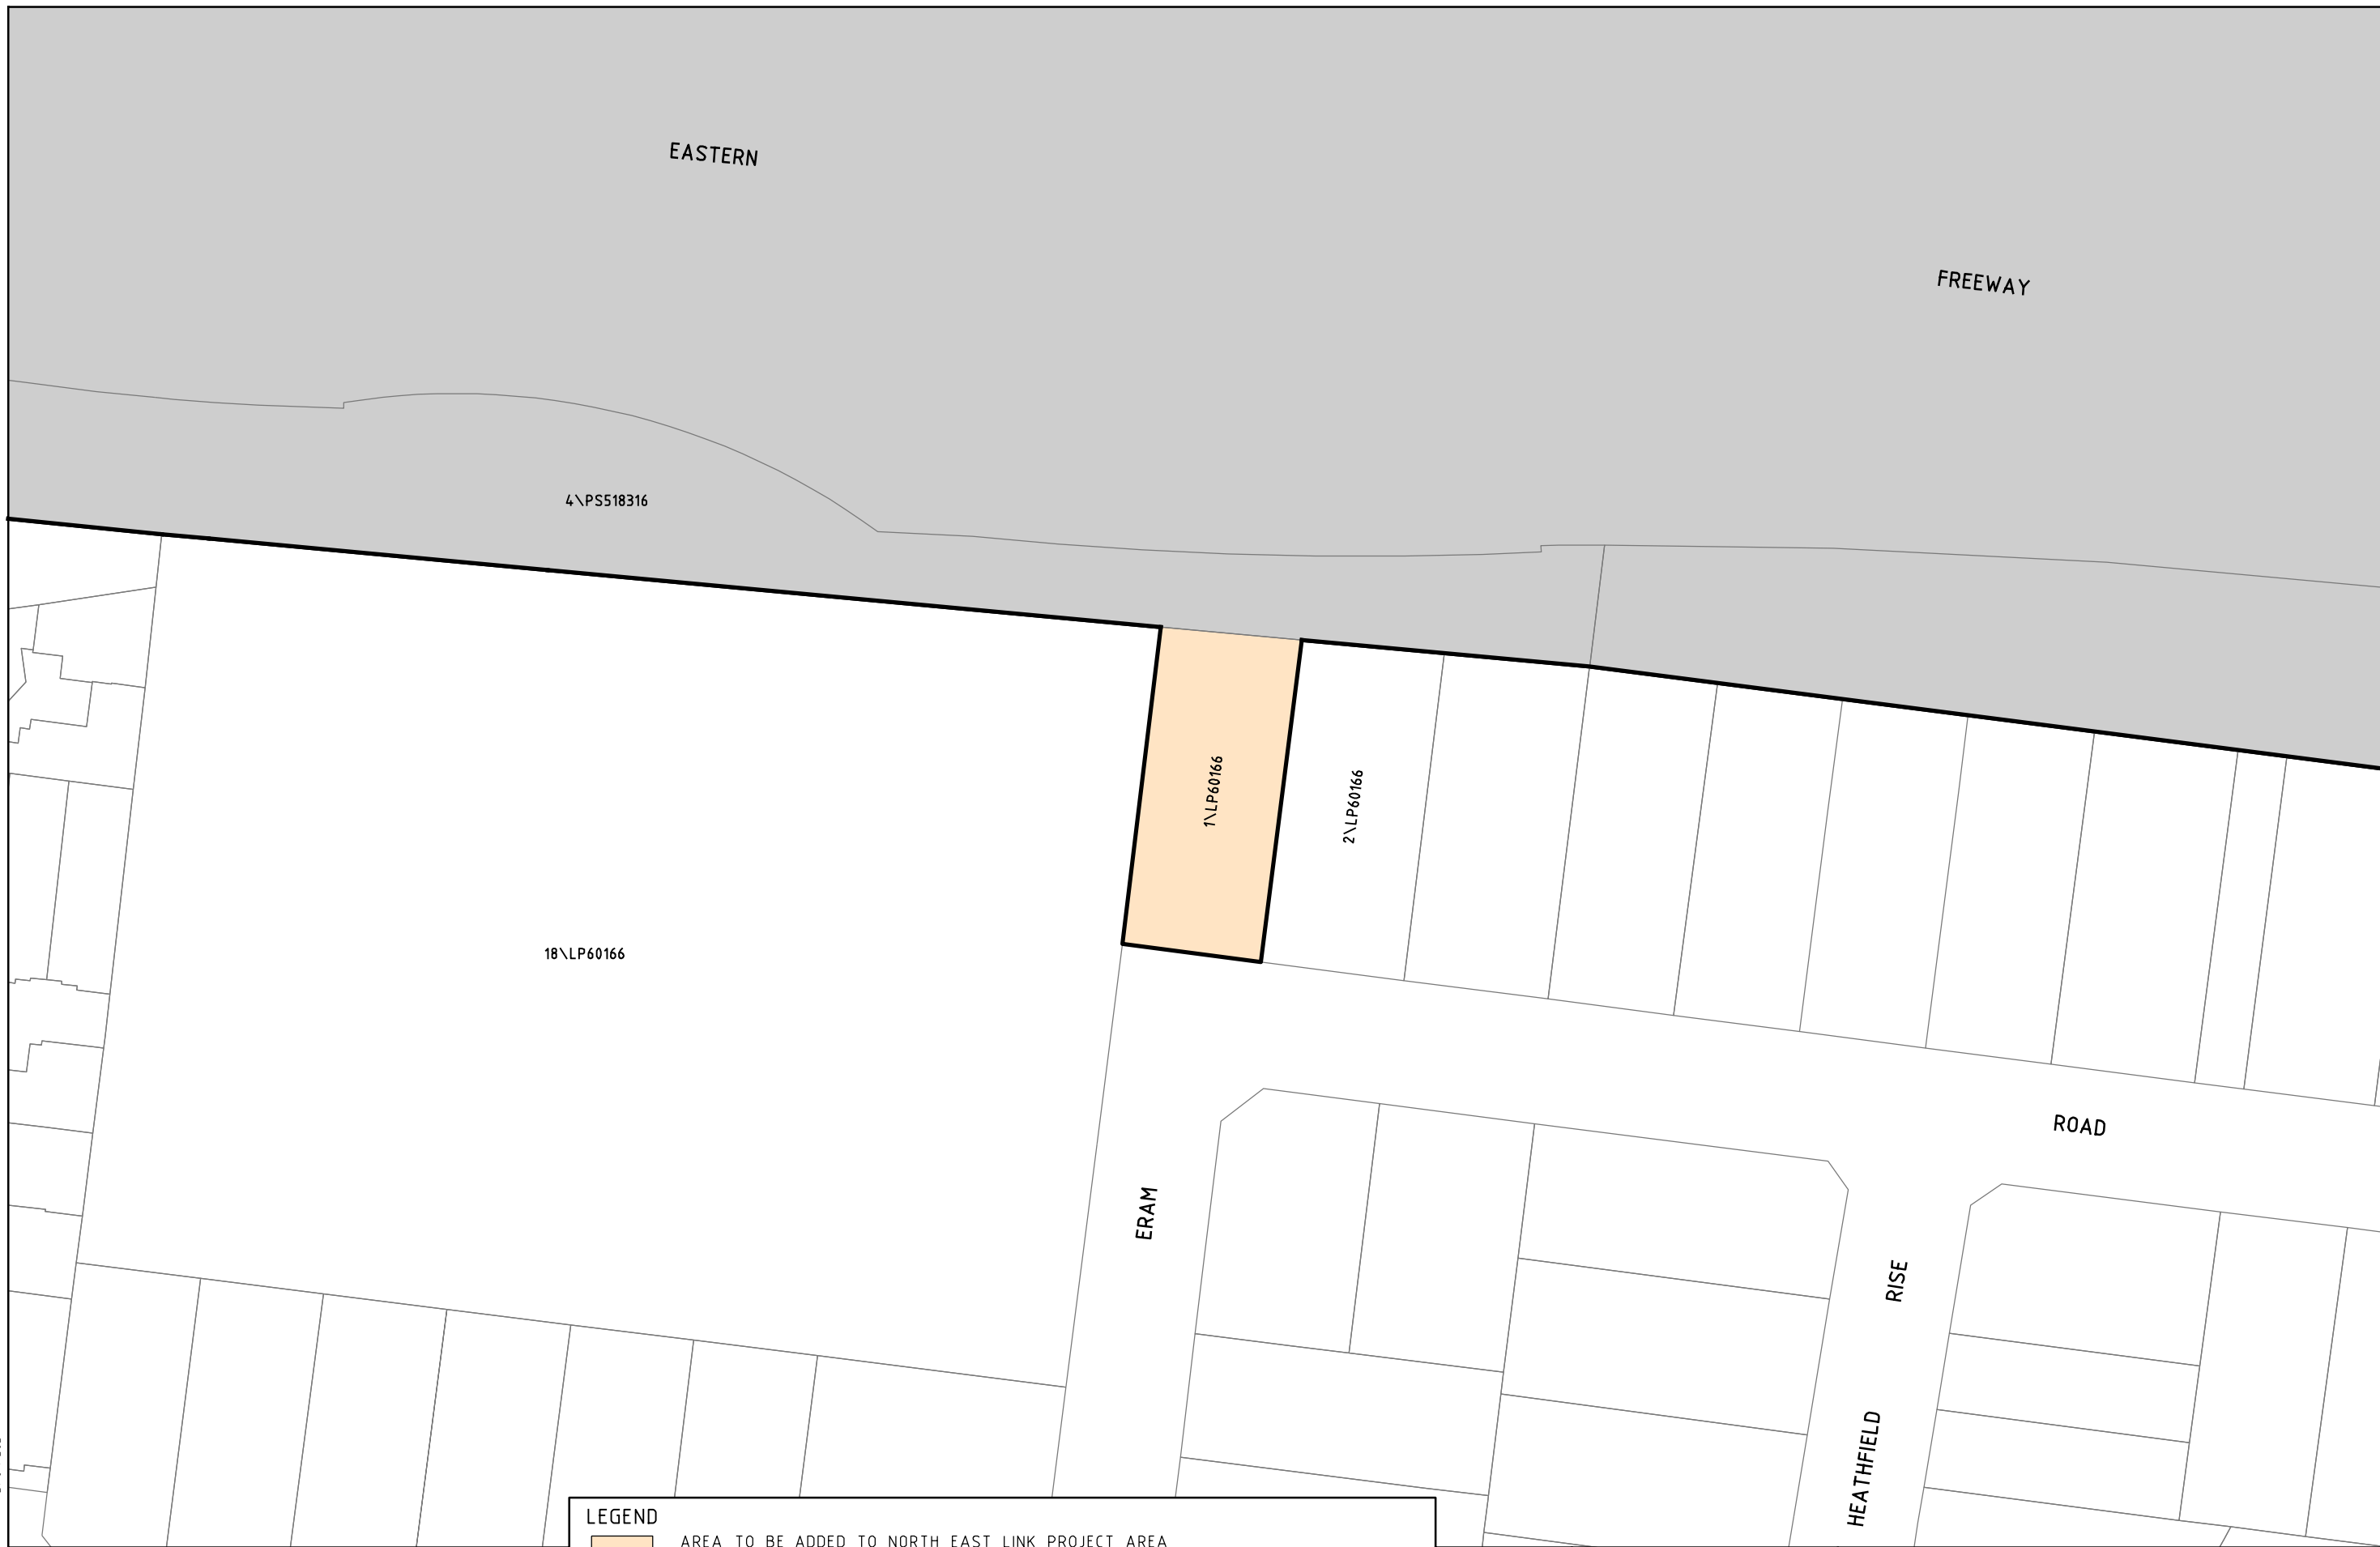 EASTERN
FREEWAY
4\PS518316
1\LP60166
2\LP60166
18\LP60166
ROAD
ERAM
RISE
HEATHFIELD
LEGEND
AREA TO BE ADDED TO NORTH EAST LINK PROJECT AREA